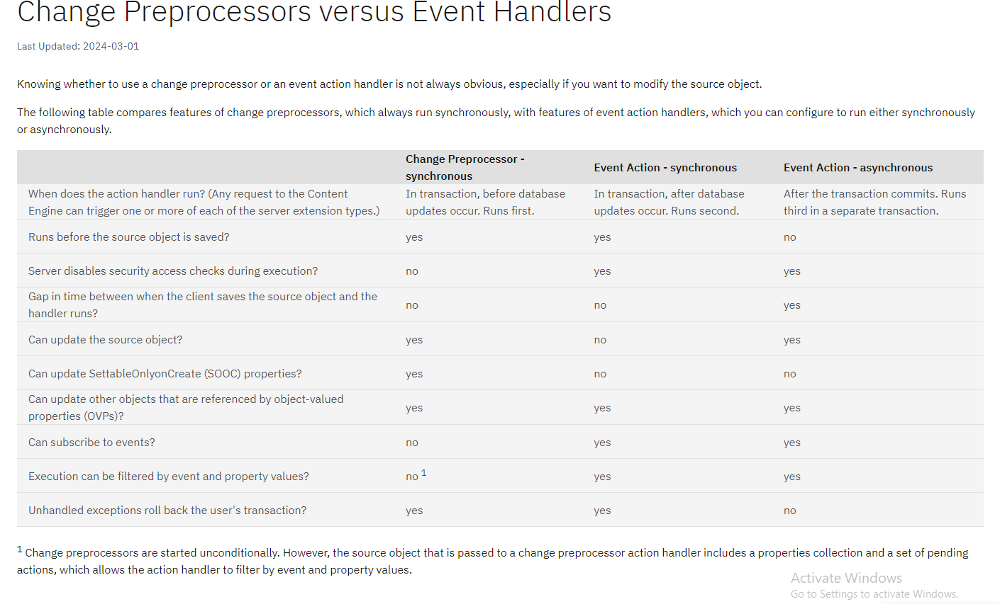 Change Preprocessors versus Event Handlers
Last Updated: 2024-03-01
Knowing whether to use a change preprocessor or an event action handler is not always obvious, especially if you want to modify the source object.
The following table compares features of change preprocessors, which always run synchronously, with features of event action handlers, which you can configure to run either synchronously
or asynchronously.
Change Preprocessor -
synchronous
Event Action - synchronous
Event Action - asynchronous
When does the action handler run? (Any request to the Content
Engine can trigger one or more of each of the server extension types.)
In transaction, before database
updates occur. Runs first.
In transaction, after database
updates occur. Runs second.
After the transaction commits. Runs
third in a separate transaction.
Runs before the source object is saved?
yes
yes
no
Server disables security access checks during execution?
no
yes
yes
Gap in time between when the client saves the source object and the
handler runs?
no
no
yes
Can update the source object?
yes
no
yes
Can update SettableOnlyonCreate (SOOC) properties?
yes
no
no
Can update other objects that are referenced by object-valued
properties (OVPs)?
yes
yes
yes
Can subscribe to events?
no
yes
yes
Execution can be filtered by event and property values?
no 1
yes
yes
Unhandled exceptions roll back the user's transaction?
yes
yes
no
1 Change preprocessors are started unconditionally. However, the source object that is passed to a change preprocessor action handler includes a properties collection and a set of pending
actions, which allows the action handler to filter by event and property values.
Activate Windows
Go to Settings to activate Windows.